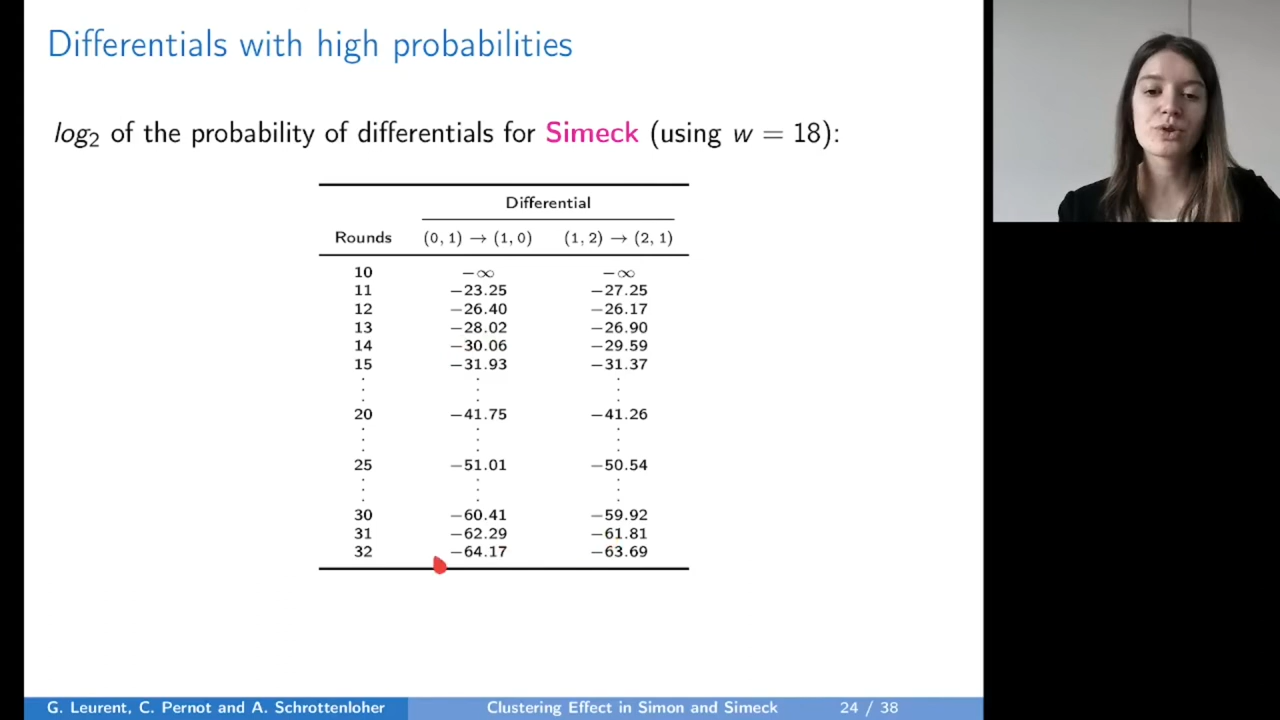 Differentials with high probabilities
log₂ of the probability of differentials for Simeck (using w = 18):
Differential
Rounds (0, 1) → (1, 0) (1, 2) → (2, 1)
10 −∞ −∞
11 −23.25 −27.25
12 −26.40 −26.17
13 −28.02 −26.90
14 −30.06 −29.59
15 −31.93 −31.37
⋮ ⋮ ⋮
20 −41.75 −41.26
⋮ ⋮ ⋮
25 −51.01 −50.54
⋮ ⋮ ⋮
30 −60.41 −59.92
31 −62.29 −61.81
32 −64.17 −63.69
G. Leurent, C. Pernot and A. Schrottenloher Clustering Effect in Simon and Simeck 24 / 38